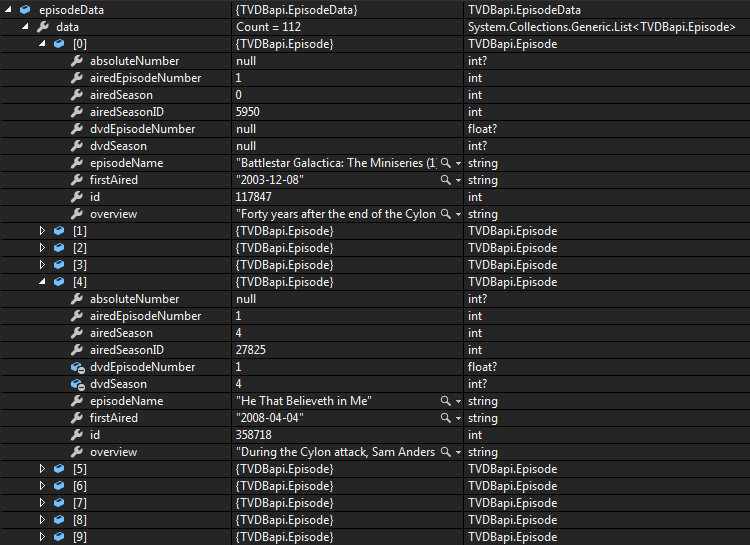 episodeData {TVDBapi.EpisodeData} TVDBapi.EpisodeData
data Count = 112 System.Collections.Generic.List<TVDBapi.Episode>
[0] {TVDBapi.Episode} TVDBapi.Episode
absoluteNumber null int?
airedEpisodeNumber 1 int
airedSeason 0 int
airedSeasonID 5950 int
dvdEpisodeNumber null float?
dvdSeason null int?
episodeName "Battlestar Galactica: The Miniseries (1) string
firstAired "2003-12-08" string
id 117847 int
overview "Forty years after the end of the Cylon string
[1] {TVDBapi.Episode} TVDBapi.Episode
[2] {TVDBapi.Episode} TVDBapi.Episode
[3] {TVDBapi.Episode} TVDBapi.Episode
[4] {TVDBapi.Episode} TVDBapi.Episode
absoluteNumber null int?
airedEpisodeNumber 1 int
airedSeason 4 int
airedSeasonID 27825 int
dvdEpisodeNumber 1 float?
dvdSeason 4 int?
episodeName "He That Believeth in Me" string
firstAired "2008-04-04" string
id 358718 int
overview "During the Cylon attack, Sam Anders string
[5] {TVDBapi.Episode} TVDBapi.Episode
[6] {TVDBapi.Episode} TVDBapi.Episode
[7] {TVDBapi.Episode} TVDBapi.Episode
[8] {TVDBapi.Episode} TVDBapi.Episode
[9] {TVDBapi.Episode} TVDBapi.Episode